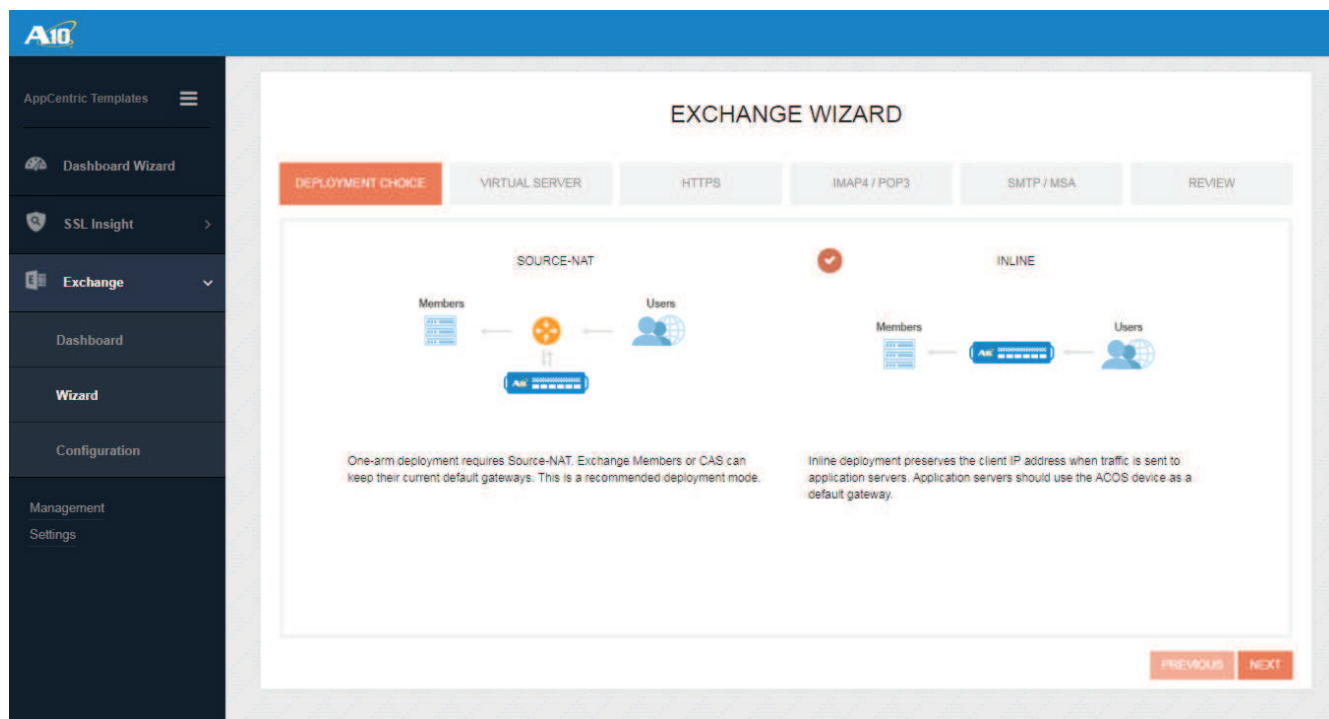 A10
AppCentric Templates
Dashboard Wizard
SSL Insight
Exchange
Dashboard
Wizard
Configuration
Management
Settings
EXCHANGE WIZARD
DEPLOYMENT CHOICE
VIRTUAL SERVER
HTTPS
IMAP4 / POP3
SMTP / MSA
REVIEW
SOURCE-NAT
Members
Users
A10
One-arm deployment requires Source-NAT. Exchange Members or CAS can
keep their current default gateways. This is a recommended deployment mode.
INLINE
Members
Users
A10
Inline deployment preserves the client IP address when traffic is sent to
application servers. Application servers should use the ACOS device as a
default gateway.
PREVIOUS
NEXT